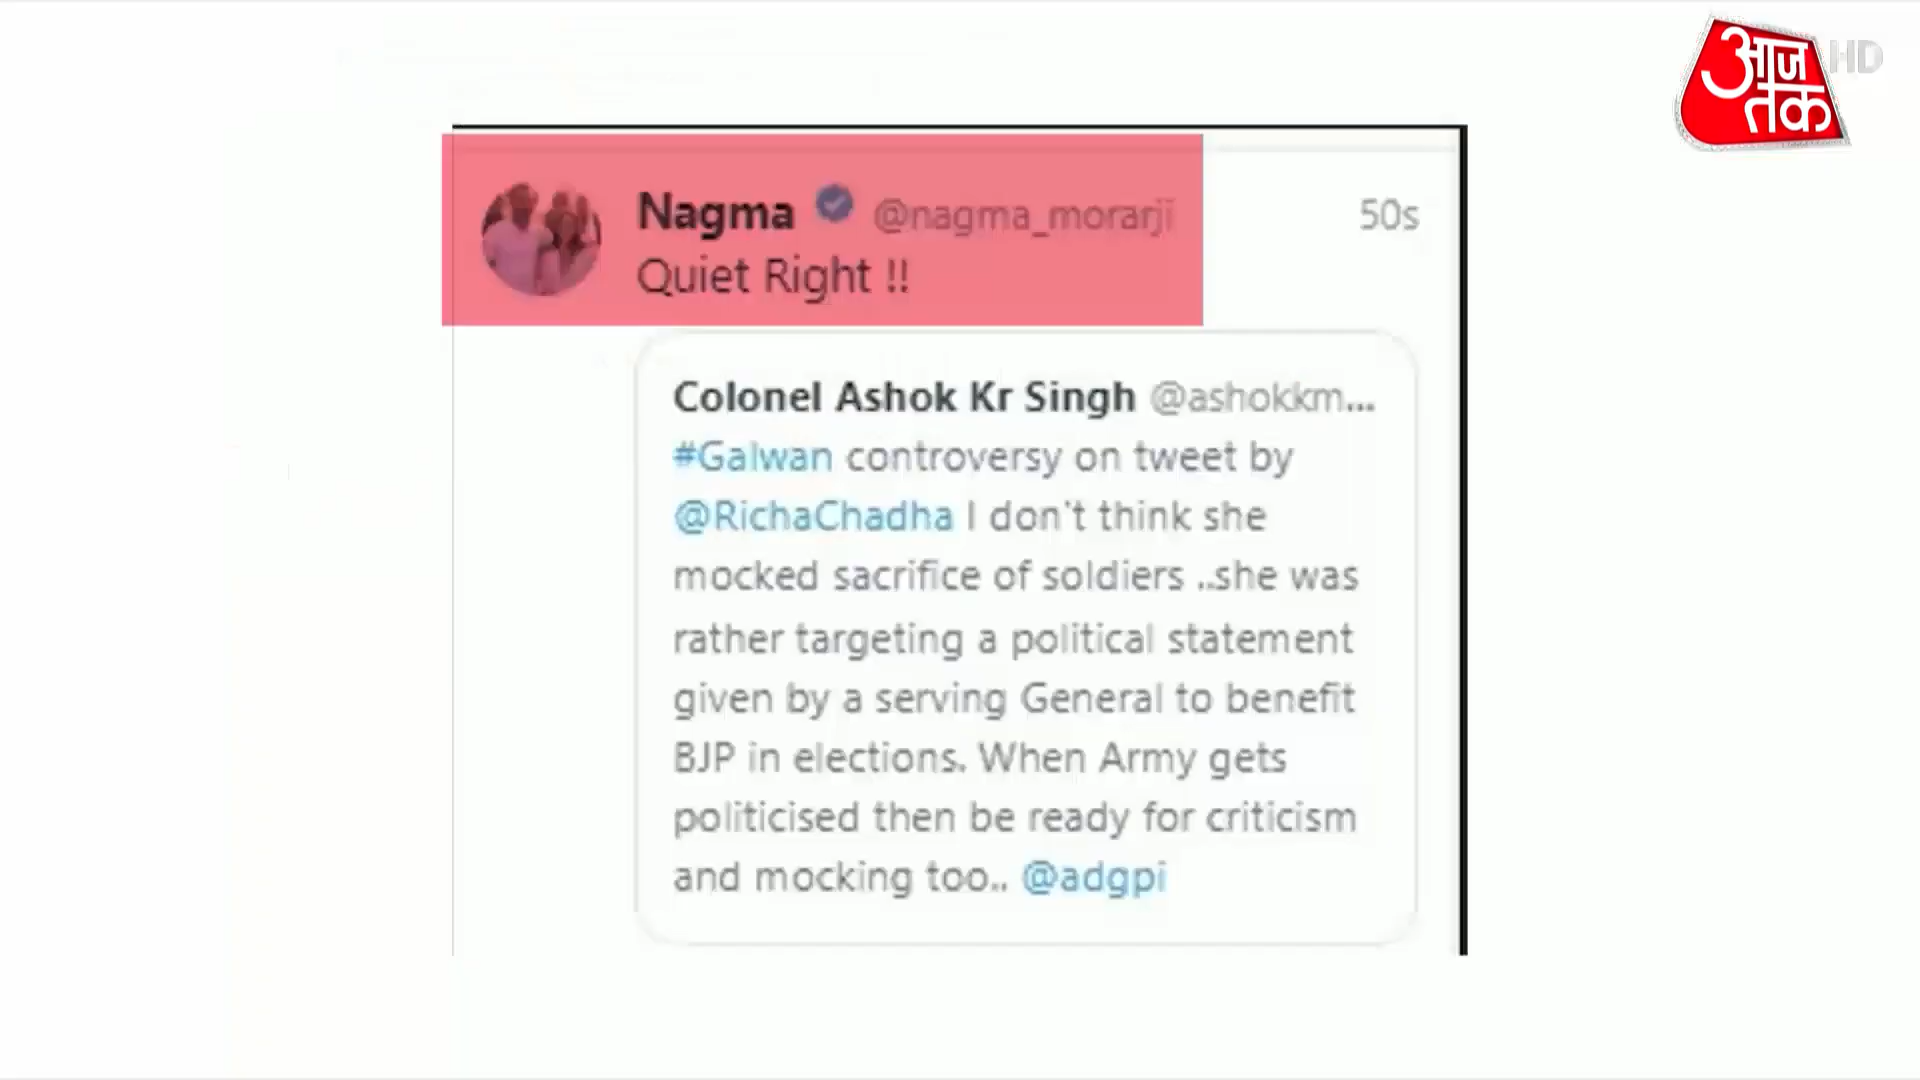 आज तक HD
Nagma @nagma_morarji 50s
Quiet Right !!
Colonel Ashok Kr Singh @ashokkm...
#Galwan controversy on tweet by
@RichaChadha I don't think she
mocked sacrifice of soldiers ..she was
rather targeting a political statement
given by a serving General to benefit
BJP in elections. When Army gets
politicised then be ready for criticism
and mocking too.. @adgpi